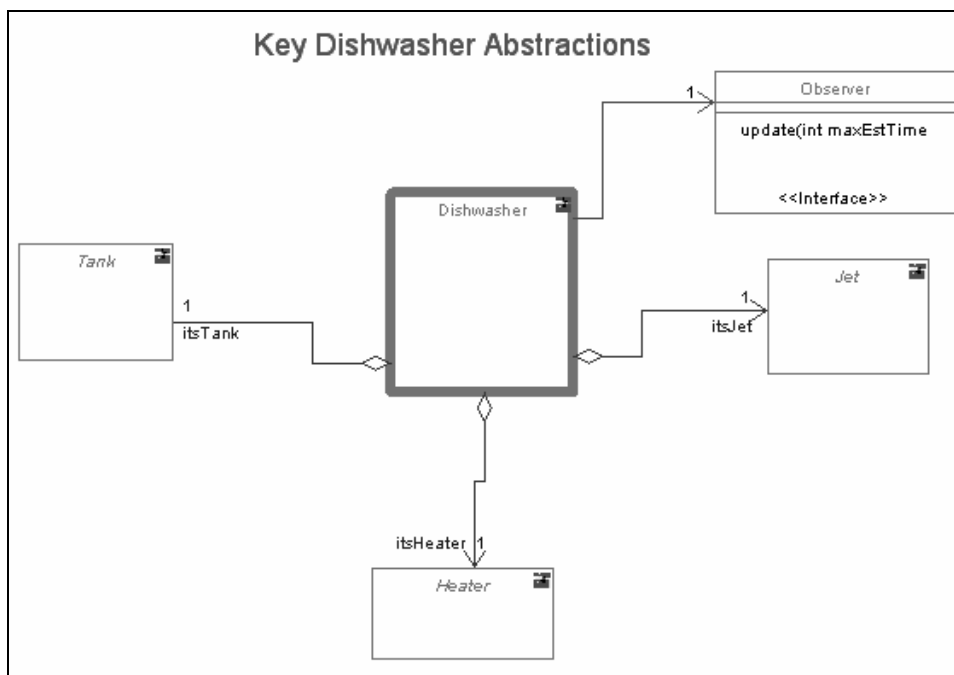 Key Dishwasher Abstractions
1
Observer
update(int maxEstTime
<<Interface>>
Dishwasher
Tank
1
itsTank
Jet
1
itsJet
itsHeater 1
Heater